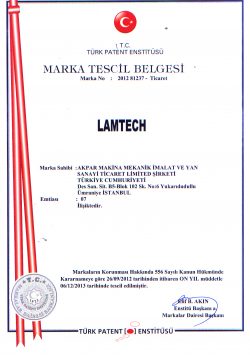 T.C.
TÜRK PATENT ENSTİTÜSÜ
MARKA TESCİL BELGESİ
Marka No : 2012 81237 - Ticaret
LAMTECH
Marka Sahibi :AKPAR MAKİNA MEKANİK İMALAT VE YAN
SANAYİ TİCARET LİMİTED ŞİRKETİ
TÜRKİYE CUMHURİYETİ
Des San. Sit. B5-Blok 102 Sk. No:6 Yukarıdudullu
Ümraniye İSTANBUL
Emtiası : 07
İlişiktedir.
Markaların Korunması Hakkında 556 Sayılı Kanun Hükmünde
Kararnameye göre 26/09/2012 tarihinden itibaren ON YIL müddetle
06/12/2013 tarihinde tescil edilmiştir.
R. AKIN
Enstitü Başkanı a.
Markalar Dairesi Başkanı
T.C.
TÜRK PATENT ENSTİTÜSÜ